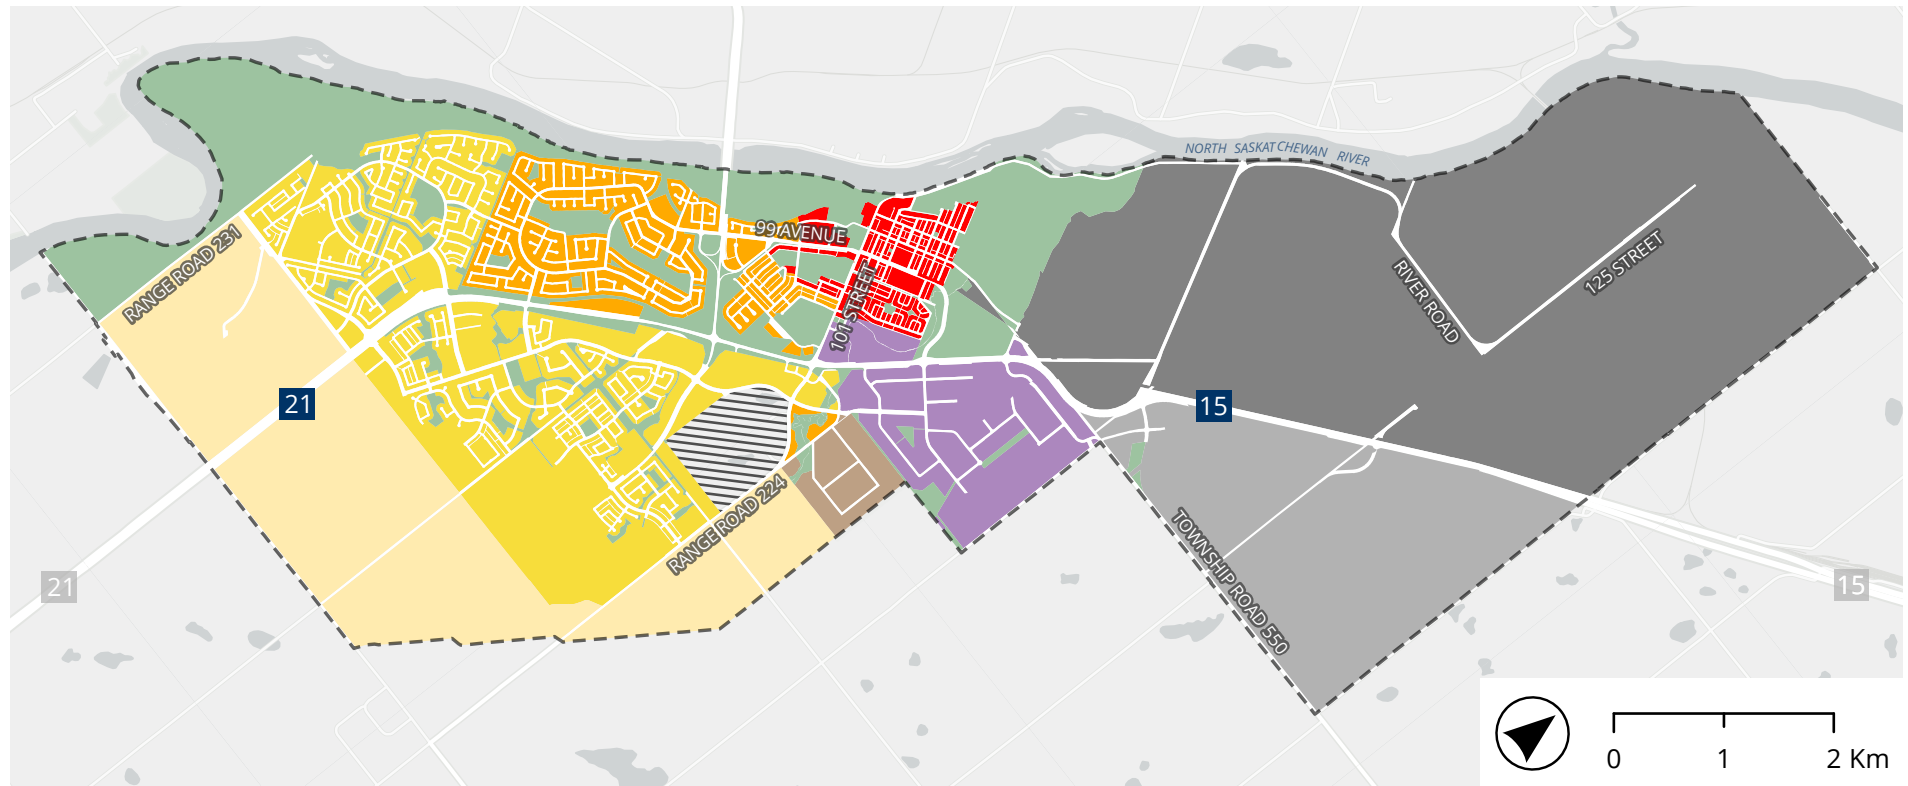 NORTH SASKATCHEWAN RIVER
99 AVENUE
RANGE ROAD 231
125 STREET
RIVER ROAD
101 STREET
21
15
RANGE ROAD 224
TOWNSHIP ROAD 550
21
15
0 1 2 Km